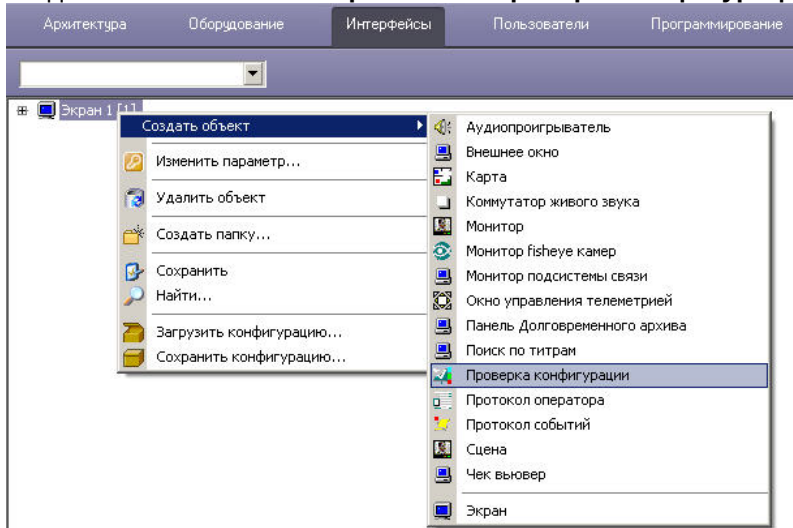 Архитектура Оборудование Интерфейсы Пользователи Программирование
Экран 1 [1]
Создать объект
Изменить параметр...
Удалить объект
Создать папку...
Сохранить
Найти...
Загрузить конфигурацию...
Сохранить конфигурацию...
Аудиопроигрыватель
Внешнее окно
Карта
Коммутатор живого звука
Монитор
Монитор fisheye камер
Монитор подсистемы связи
Окно управления телеметрией
Панель Долговременного архива
Поиск по титрам
Проверка конфигурации
Протокол оператора
Протокол событий
Сцена
Чек вьювер
Экран